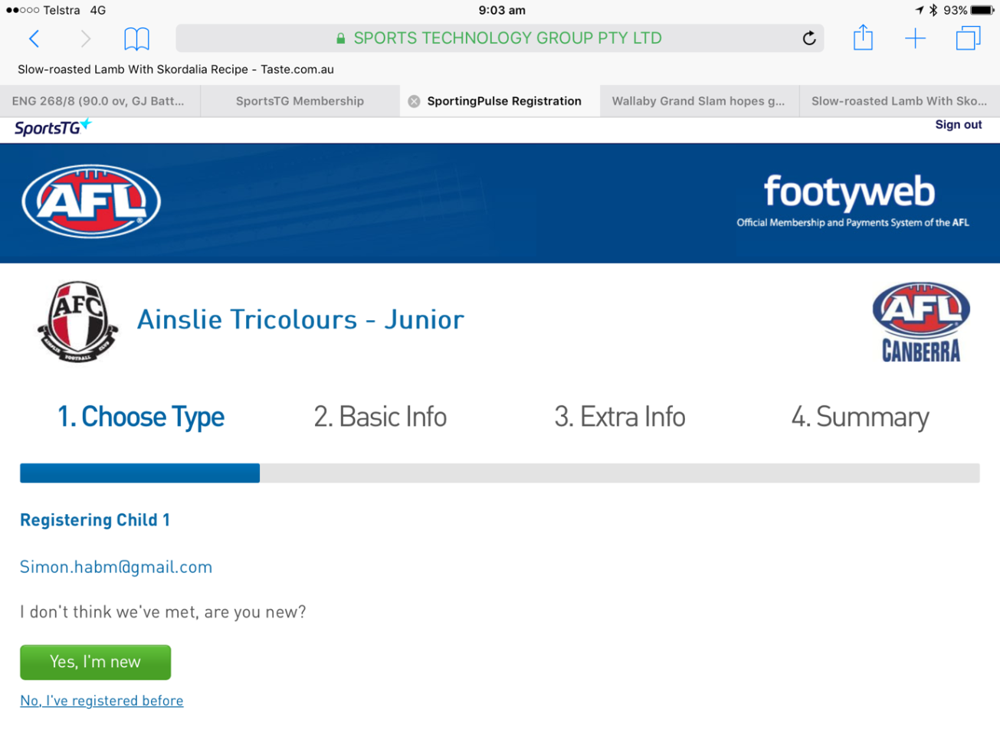 Telstra 4G 9:03 am 93%
SPORTS TECHNOLOGY GROUP PTY LTD
Slow-roasted Lamb With Skordalia Recipe - Taste.com.au
ENG 268/8 (90.0 ov, GJ Batt... SportsTG Membership SportingPulse Registration Wallaby Grand Slam hopes g... Slow-roasted Lamb With Sko...
SportsTG Sign out
AFL
footyweb
Official Membership and Payments System of the AFL
AFC
AINSLIE FOOTBALL CLUB
Ainslie Tricolours - Junior
AFL
CANBERRA
1. Choose Type 2. Basic Info 3. Extra Info 4. Summary
Registering Child 1
Simon.habm@gmail.com
I don't think we've met, are you new?
Yes, I'm new
No, I've registered before